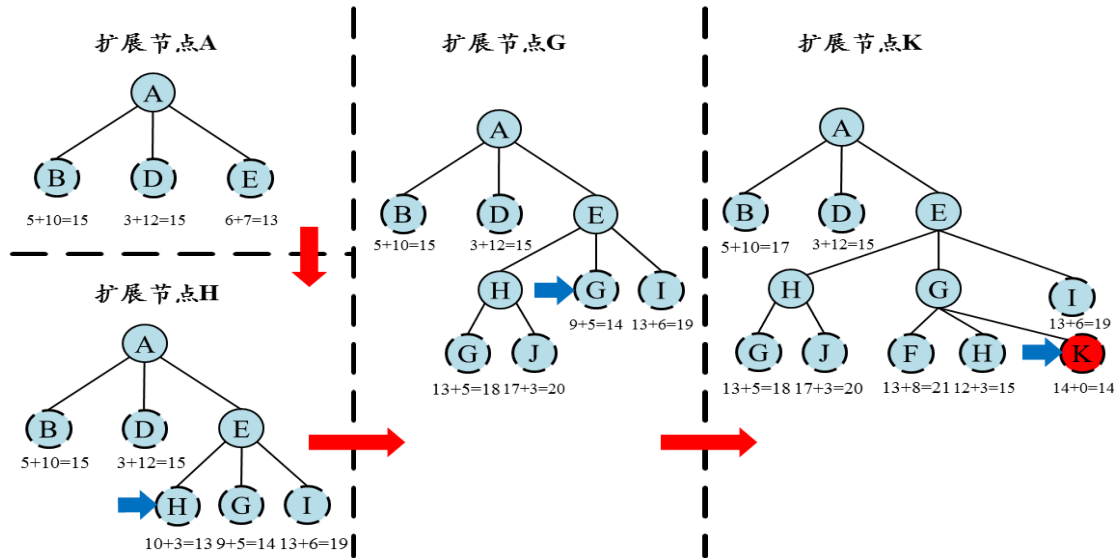 扩展节点A
A
B D E
5+10=15 3+12=15 6+7=13
扩展节点H
A
B D E
5+10=15 3+12=15
H G I
10+3=13 9+5=14 13+6=19
扩展节点G
A
B D E
5+10=15 3+12=15
H G I
9+5=14 13+6=19
G J
13+5=18 17+3=20
扩展节点K
A
B D E
5+10=17 3+12=15
H G I
13+6=19
G J F H K
13+5=18 17+3=20 13+8=21 12+3=15 14+0=14